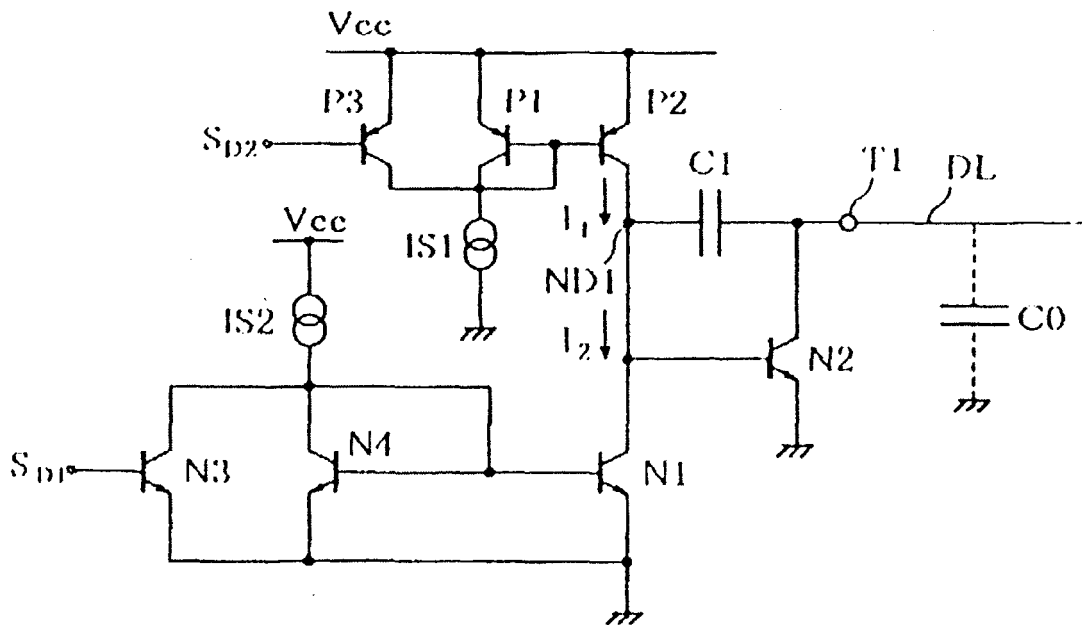 Vcc
P3
P1
P2
S_D2
C1
T1
DL
Vcc
IS1
I_1
ND1
IS2
I_2
C0
N2
S_D1
N3
N4
N1